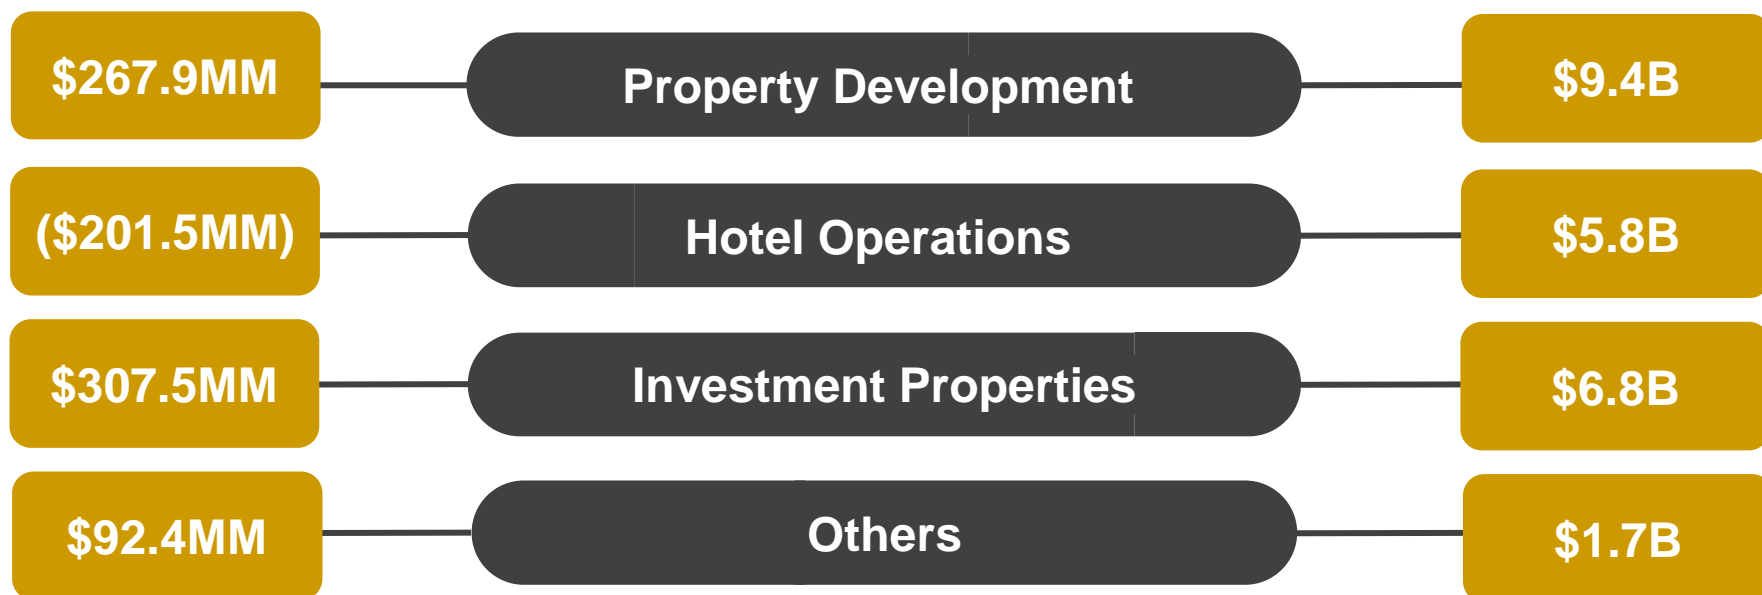 $267.9MM Property Development $9.4B
($201.5MM) Hotel Operations $5.8B
$307.5MM Investment Properties $6.8B
$92.4MM Others $1.7B